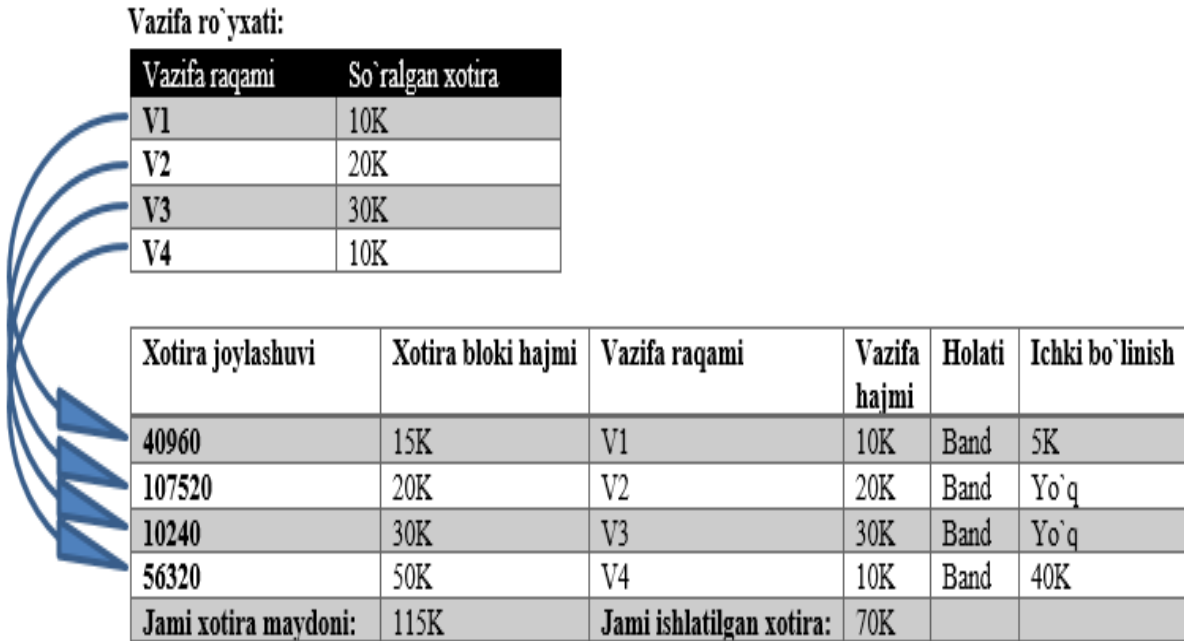 Vazifa ro`yxati:
Vazifa raqami So`ralgan xotira
V1 10K
V2 20K
V3 30K
V4 10K
Xotira joylashuvi Xotira bloki hajmi Vazifa raqami Vazifa hajmi Holati Ichki bo`linish
40960 15K V1 10K Band 5K
107520 20K V2 20K Band Yo`q
10240 30K V3 30K Band Yo`q
56320 50K V4 10K Band 40K
Jami xotira maydoni: 115K Jami ishlatilgan xotira: 70K